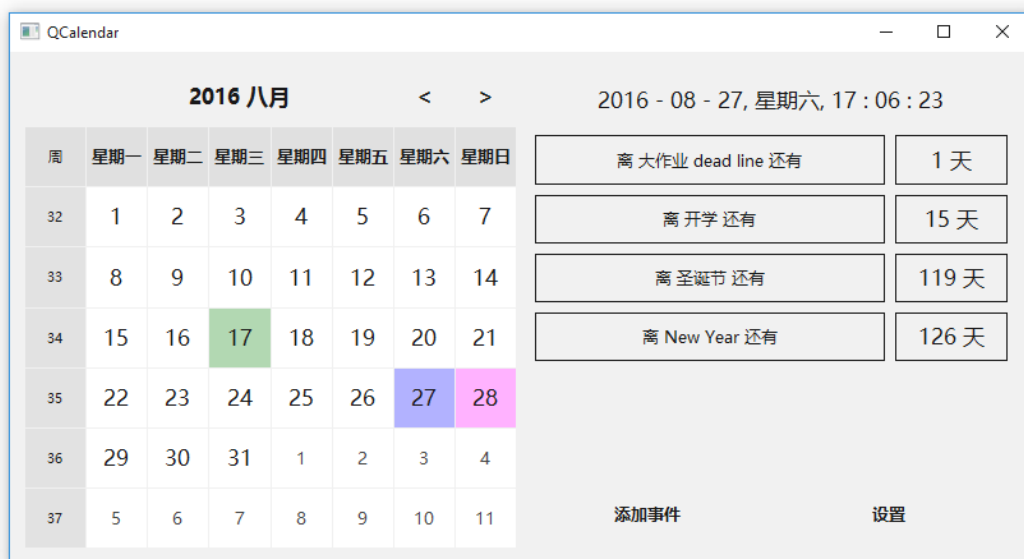 QCalendar
2016 八月 < >
周 星期一 星期二 星期三 星期四 星期五 星期六 星期日
32 1 2 3 4 5 6 7
33 8 9 10 11 12 13 14
34 15 16 17 18 19 20 21
35 22 23 24 25 26 27 28
36 29 30 31 1 2 3 4
37 5 6 7 8 9 10 11
2016 - 08 - 27, 星期六, 17 : 06 : 23
离 大作业 dead line 还有 1 天
离 开学 还有 15 天
离 圣诞节 还有 119 天
离 New Year 还有 126 天
添加事件 设置